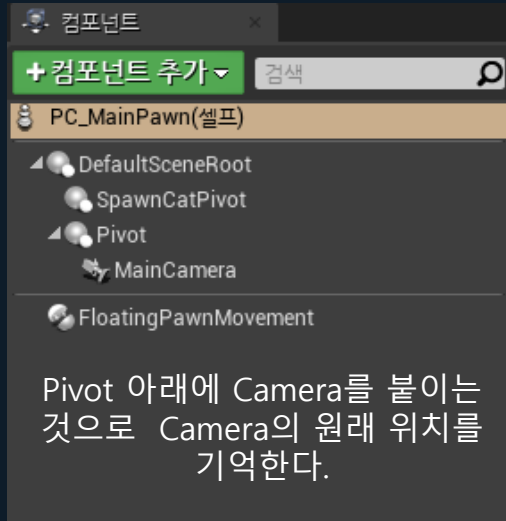 컴포넌트
+컴포넌트 추가
검색
PC_MainPawn(셀프)
DefaultSceneRoot
SpawnCatPivot
Pivot
MainCamera
FloatingPawnMovement
Pivot 아래에 Camera를 붙이는
것으로 Camera의 원래 위치를
기억한다.